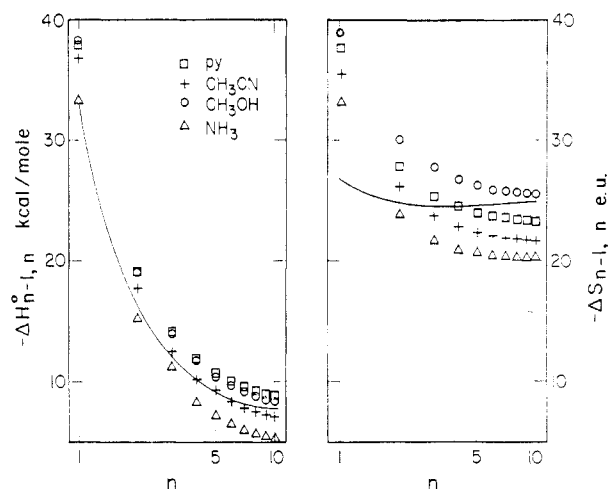 40
30
20
10
-ΔH°n-1, n kcal/mole
□ py
+ CH3CN
○ CH3OH
△ NH3
1 5 10
n
40
30
20
10
-ΔSn-1, n e.u.
1 5 10
n